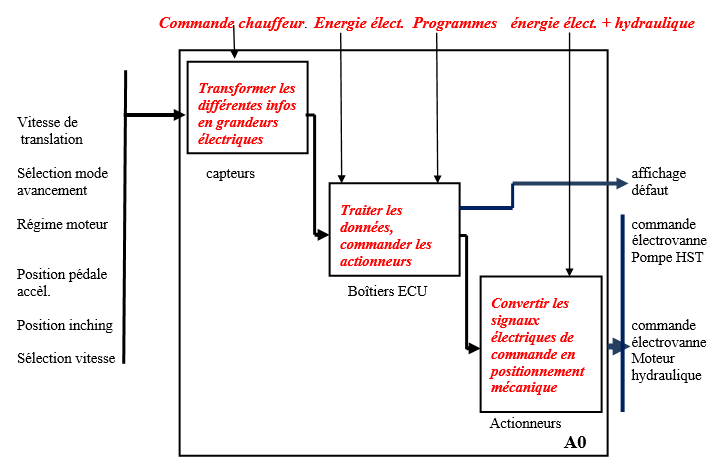 Commande chauffeur. Energie élect. Programmes énergie élect. + hydraulique
Transformer les
différentes infos
en grandeurs
électriques
capteurs
Vitesse de
translation
Sélection mode
avancement
Régime moteur
Position pédale
accèl.
Position inching
Sélection vitesse
Traiter les
données,
commander les
actionneurs
Boîtiers ECU
Convertir les
signaux
électriques de
commande en
positionnement
mécanique
Actionneurs
A0
affichage
défaut
commande
électrovanne
Pompe HST
commande
électrovanne
Moteur
hydraulique